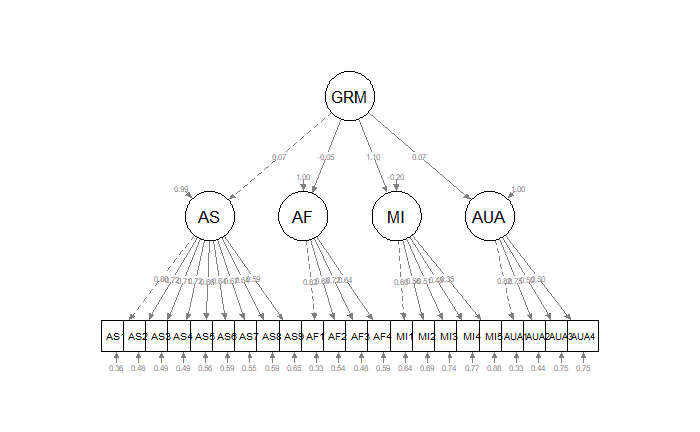 GRM
0.07 -0.05 1.10 0.07
0.99 1.00 -0.20 1.00
AS AF MI AUA
0.80 0.72 0.71 0.72 0.66 0.64 0.67 0.64 0.59 0.82 0.68 0.72 0.64 0.60 0.56 0.51 0.48 0.35 0.82 0.75 0.50 0.50
AS1 AS2 AS3 AS4 AS5 AS6 AS7 AS8 AS9 AF1 AF2 AF3 AF4 MI1 MI2 MI3 MI4 MI5 AUA1 AUA2 AUA3 AUA4
0.36 0.48 0.49 0.49 0.56 0.59 0.55 0.59 0.65 0.33 0.54 0.48 0.59 0.64 0.69 0.74 0.77 0.88 0.33 0.44 0.75 0.75